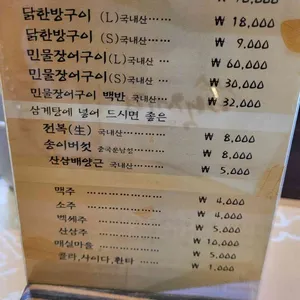 닭한방구이 (L)국내산…… ₩ 18,000
닭한방구이 (S)국내산… ₩ 9,000
민물장어구이(L)국내산 … ₩ 60,000
민물장어구이(S)국내산… ₩ 30,000
민물장어구이 백반 국내산… ₩ 32,000
삼계탕에 넣어 드시면 좋은
전복(生) 국내산…………… ₩ 8,000
송이버섯 중국운남성…… ₩ 8,000
산삼배양근 국내산……… ₩ 5,000
맥주 ……………… ₩ 4,000
소주 ……………… ₩ 4,000
백세주 …………… ₩ 5,000
산삼주 …………… ₩ 10,000
매실마을 ………… ₩ 5,000
콜라,사이다,환타 …… ₩ 1,000